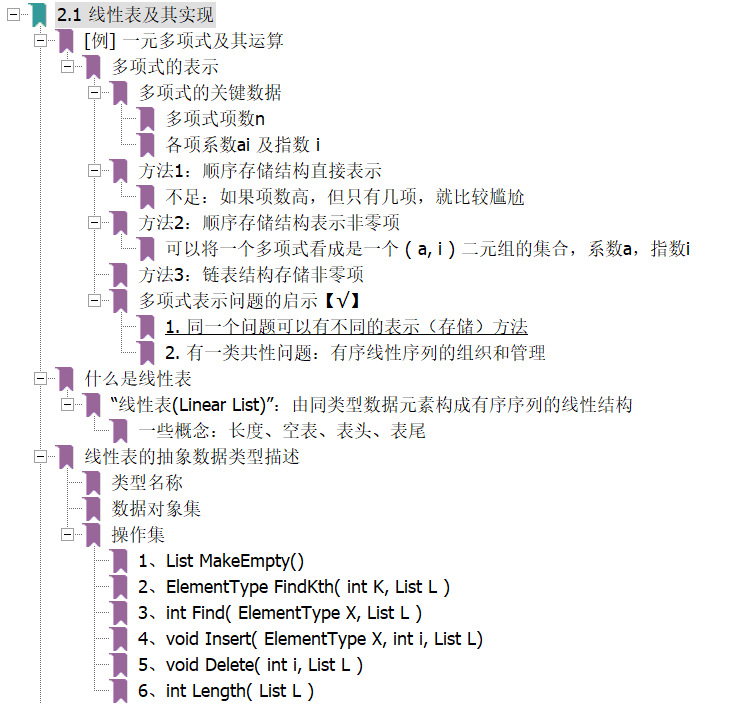 2.1 线性表及其实现
[例] 一元多项式及其运算
多项式的表示
多项式的关键数据
多项式项数n
各项系数ai 及指数 i
方法1：顺序存储结构直接表示
不足：如果项数高，但只有几项，就比较尴尬
方法2：顺序存储结构表示非零项
可以将一个多项式看成是一个 ( a, i ) 二元组的集合，系数a，指数i
方法3：链表结构存储非零项
多项式表示问题的启示【√】
1. 同一个问题可以有不同的表示（存储）方法
2. 有一类共性问题：有序线性序列的组织和管理
什么是线性表
“线性表(Linear List)”：由同类型数据元素构成有序序列的线性结构
一些概念：长度、空表、表头、表尾
线性表的抽象数据类型描述
类型名称
数据对象集
操作集
1、List MakeEmpty()
2、ElementType FindKth( int K, List L )
3、int Find( ElementType X, List L )
4、void Insert( ElementType X, int i, List L)
5、void Delete( int i, List L )
6、int Length( List L )